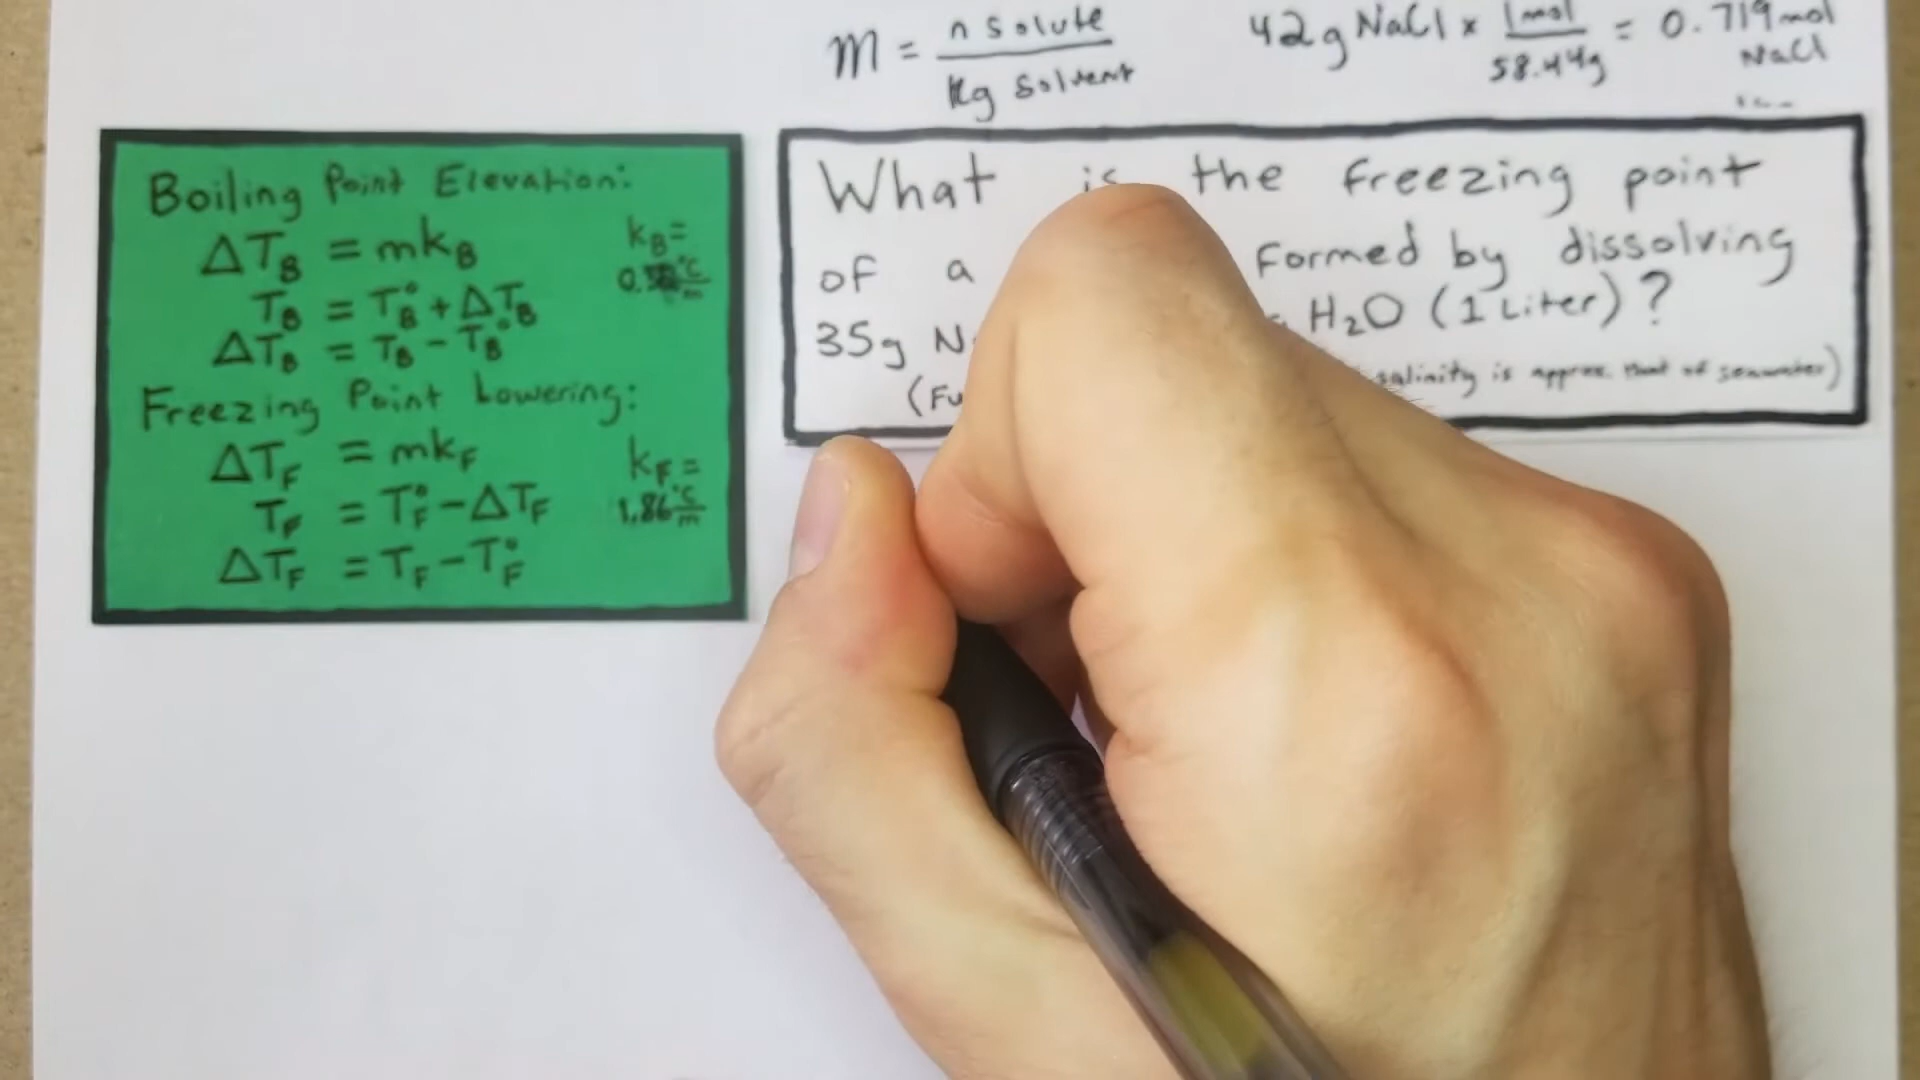 m = n solute / kg solvent
42g NaCl x 1mol / 58.44g = 0.719mol NaCl
Boiling Point Elevation:
ΔT_B = mk_B
k_B =
T_B = T°_B + ΔT_B
ΔT_B = T_B - T°_B
Freezing Point Lowering:
ΔT_F = mk_F
k_F = 1.86 °C/m
T_F = T°_F - ΔT_F
ΔT_F = T_F - T°_F
What is the freezing point
of a formed by dissolving
35g H₂O (1 Liter)?
salinity is approx. that of seawater)